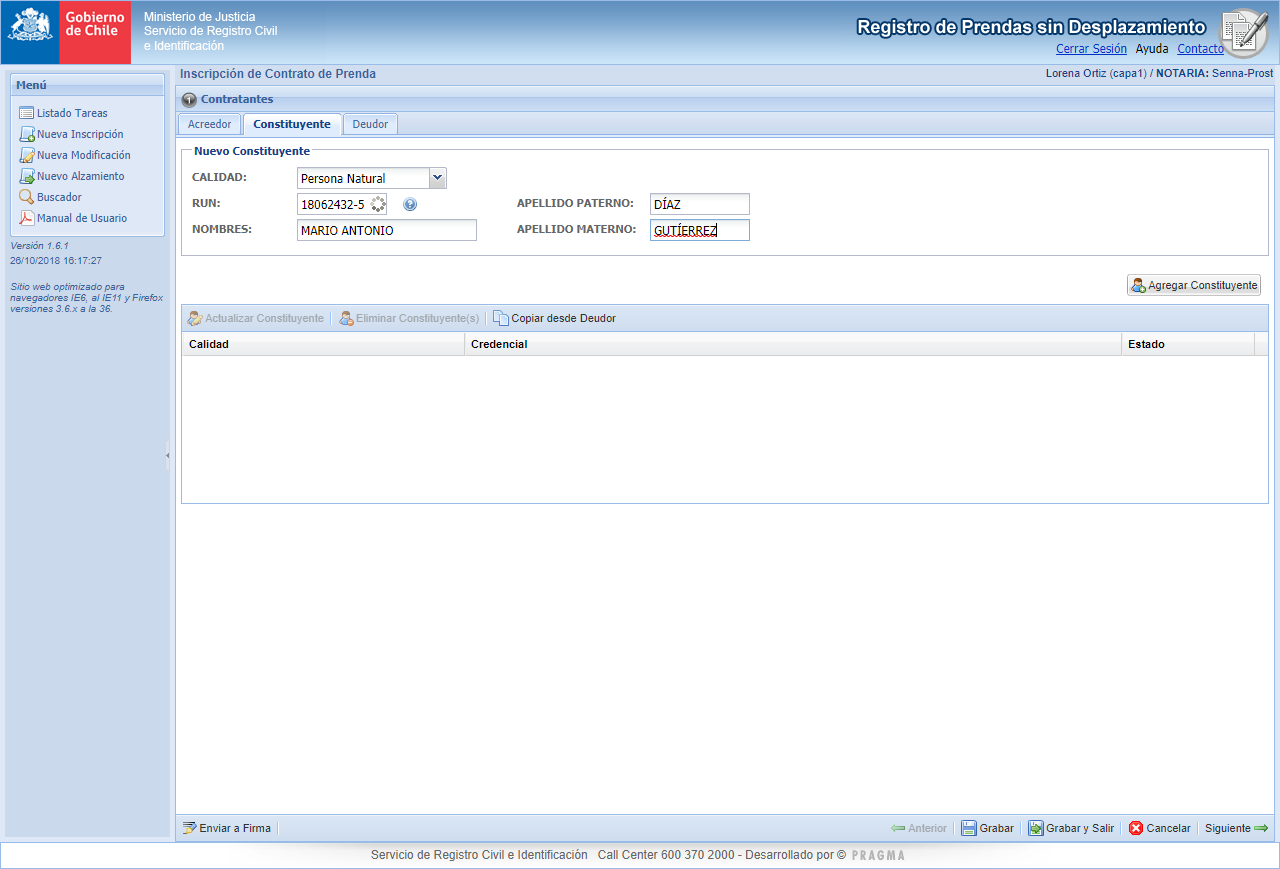 Gobierno
de Chile
Ministerio de Justicia
Servicio de Registro Civil
e Identificación
Registro de Prendas sin Desplazamiento
Cerrar Sesión Ayuda Contacto
Menú
Listado Tareas
Nueva Inscripción
Nueva Modificación
Nuevo Alzamiento
Buscador
Manual de Usuario
Versión 1.6.1
26/10/2018 16:17:27
Sitio web optimizado para
navegadores IE6, al IE11 y Firefox
versiones 3.6.x a la 36.
Inscripción de Contrato de Prenda
Lorena Ortiz (capa1) / NOTARIA: Senna-Prost
Contratantes
Acreedor Constituyente Deudor
Nuevo Constituyente
CALIDAD: Persona Natural
RUN: 18062432-5 APELLIDO PATERNO: DÍAZ
NOMBRES: MARIO ANTONIO APELLIDO MATERNO: GUTÍERREZ
Agregar Constituyente
Actualizar Constituyente Eliminar Constituyente(s) Copiar desde Deudor
Calidad Credencial Estado
Enviar a Firma Anterior Grabar Grabar y Salir Cancelar Siguiente
Servicio de Registro Civil e Identificación Call Center 600 370 2000 - Desarrollado por © PRAGMA